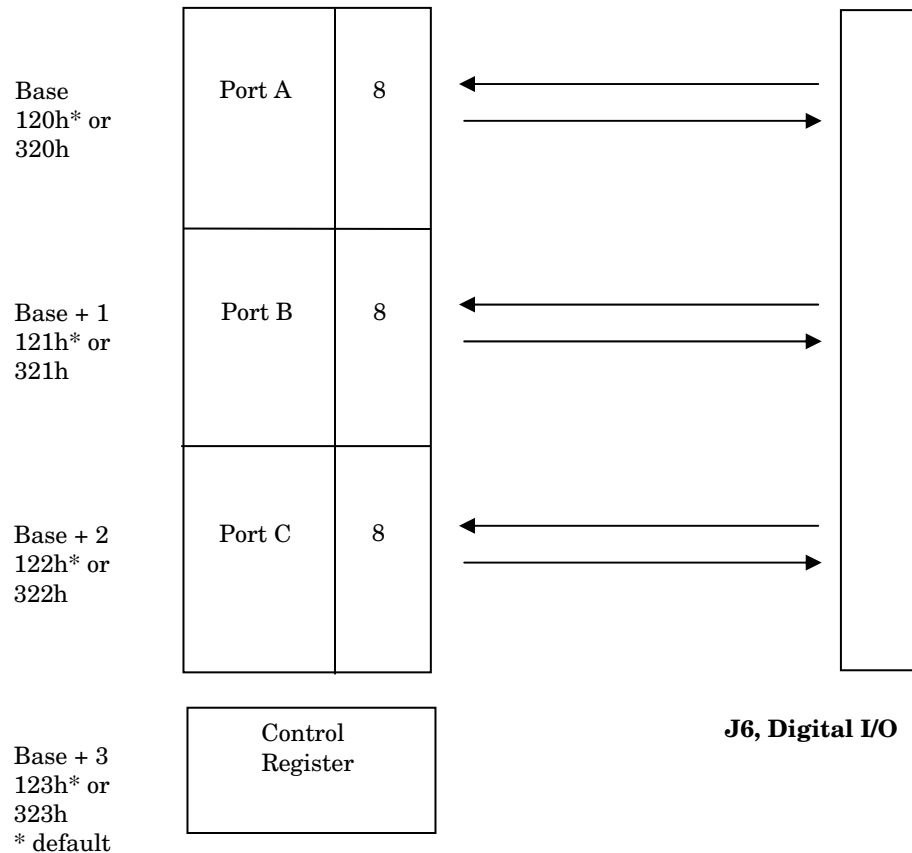 Base
120h* or
320h
Port A
8
Base + 1
121h* or
321h
Port B
8
Base + 2
122h* or
322h
Port C
8
J6, Digital I/O
Control
Register
Base + 3
123h* or
323h
* default